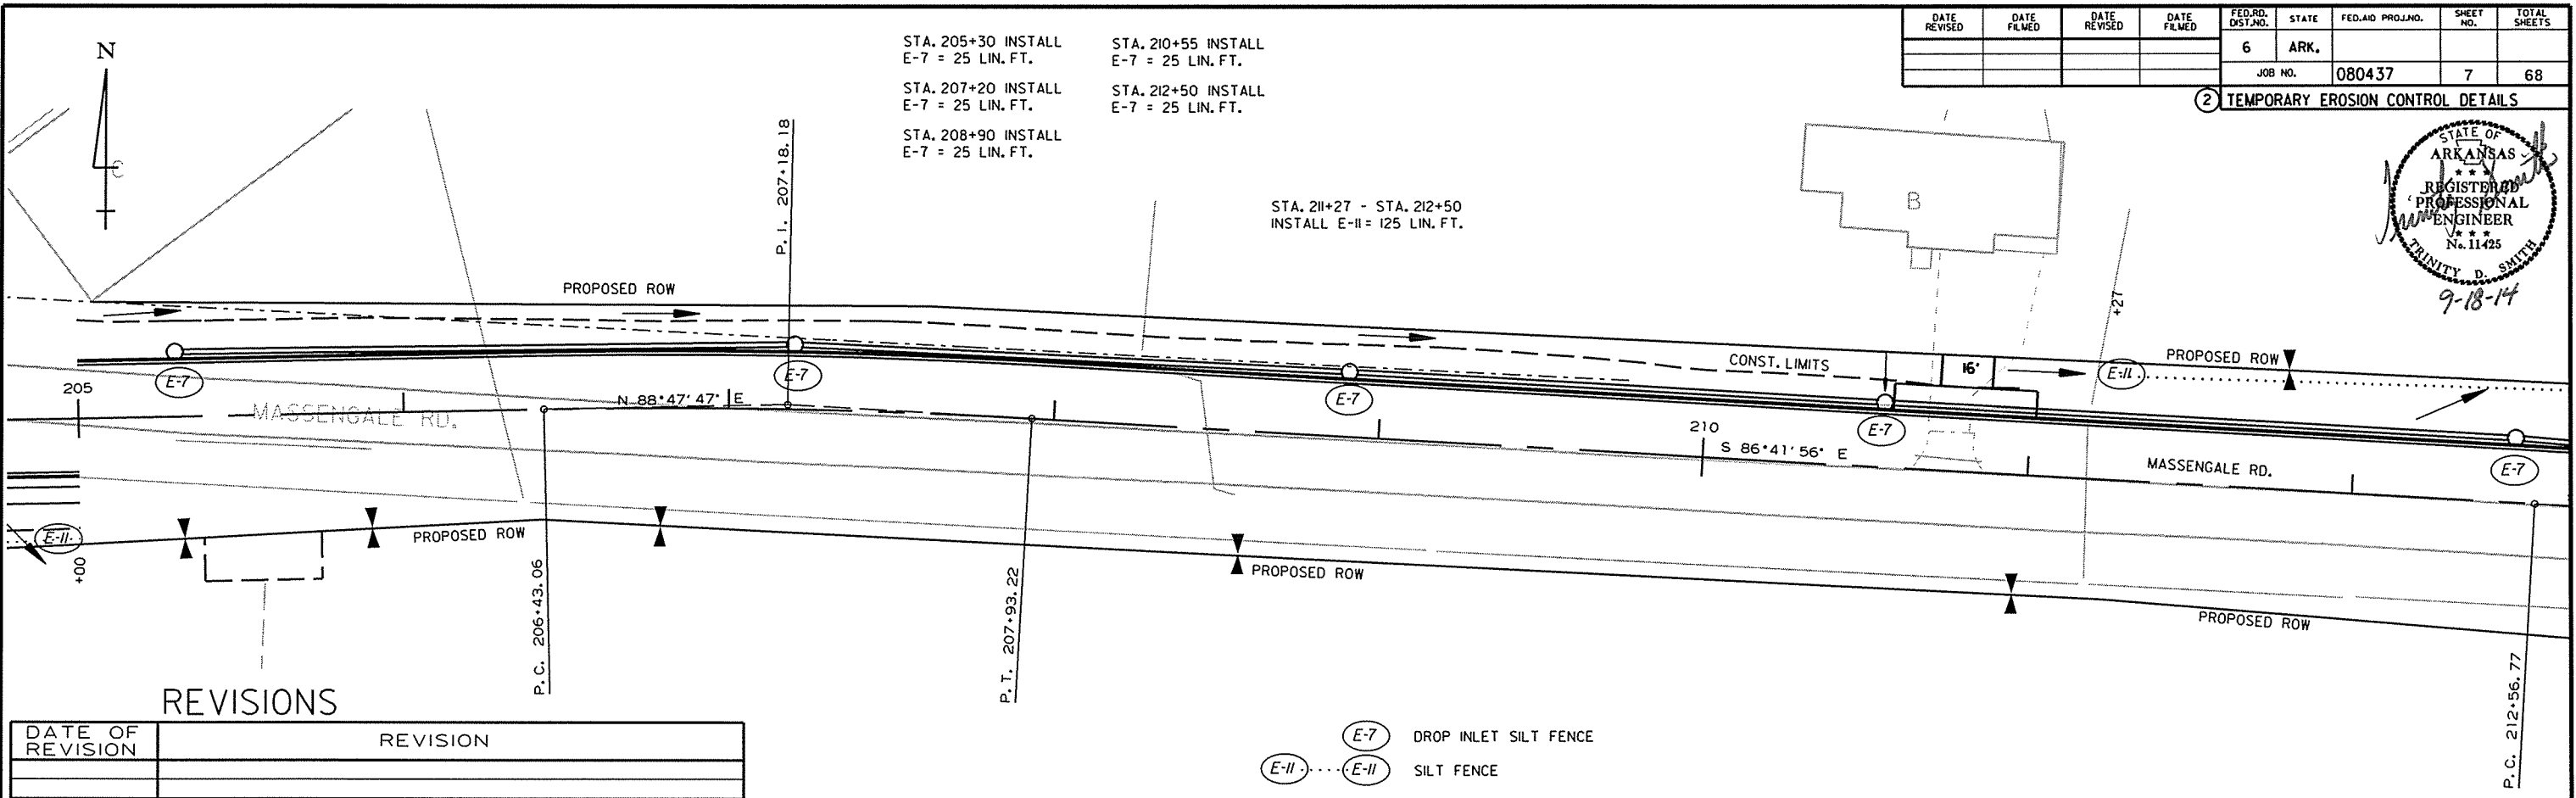 N
STA. 205+30 INSTALL
E-7 = 25 LIN. FT.
STA. 207+20 INSTALL
E-7 = 25 LIN. FT.
STA. 208+90 INSTALL
E-7 = 25 LIN. FT.
STA. 210+55 INSTALL
E-7 = 25 LIN. FT.
STA. 212+50 INSTALL
E-7 = 25 LIN. FT.
STA. 211+27 - STA. 212+50
INSTALL E-11 = 125 LIN. FT.
DATE REVISED
DATE FILMED
DATE REVISED
DATE FILMED
FED.RD. DIST.NO.
STATE
FED.AID PROJ.NO.
SHEET NO.
TOTAL SHEETS
6
ARK.
JOB NO.
080437
7
68
2
TEMPORARY EROSION CONTROL DETAILS
STATE OF
ARKANSAS
* * *
REGISTERED
PROFESSIONAL
ENGINEER
* * *
No. 11425
TRINITY D. SMITH
9-18-14
C
B
P.I. 207+18.18
PROPOSED ROW
CONST. LIMITS
16'
+27
PROPOSED ROW
E-11
E-7
E-7
E-7
E-7
E-7
205
MASSENGALE RD.
N 88°47'47" E
210
S 86°41'56" E
MASSENGALE RD.
E-11
+00
PROPOSED ROW
PROPOSED ROW
PROPOSED ROW
P.C. 206+43.06
P.T. 207+93.22
P.C. 212+56.77
REVISIONS
DATE OF
REVISION
REVISION
E-7 DROP INLET SILT FENCE
E-11 ..... E-11 SILT FENCE